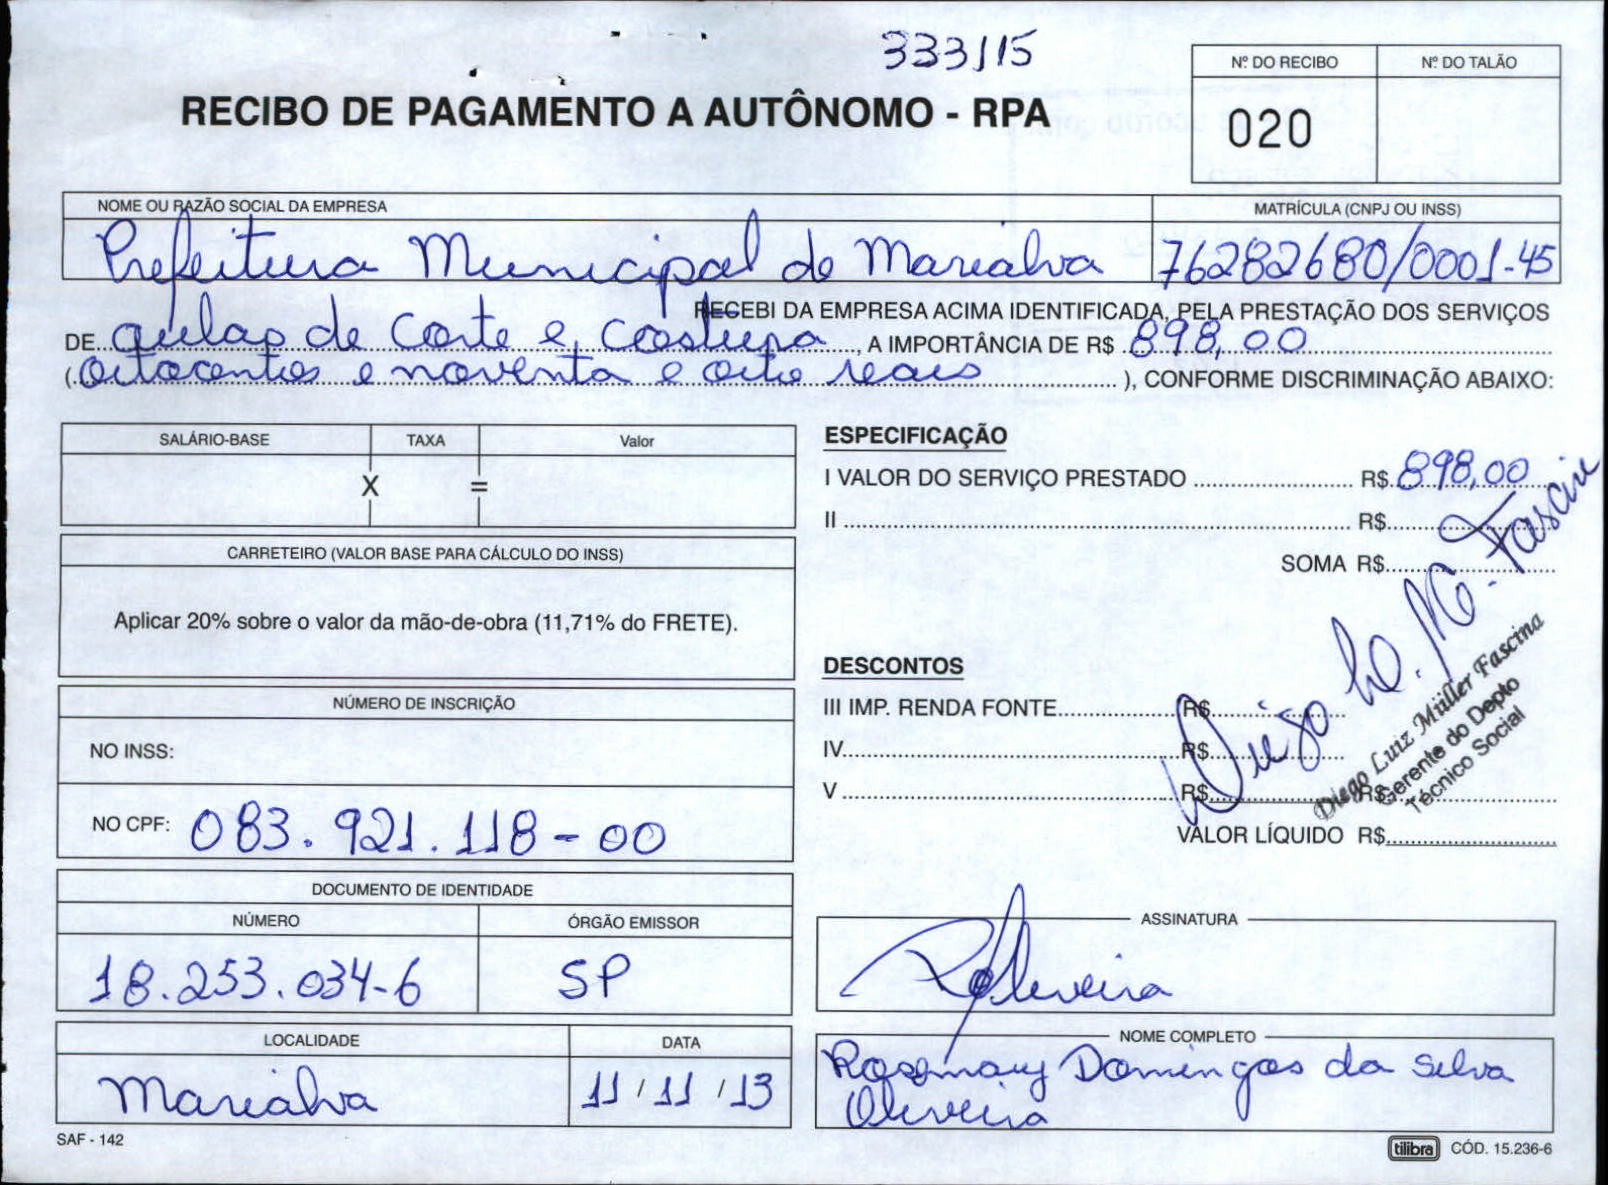 333/15
Nº DO RECIBO Nº DO TALÃO
RECIBO DE PAGAMENTO A AUTÔNOMO - RPA
020
NOME OU RAZÃO SOCIAL DA EMPRESA MATRÍCULA (CNPJ OU INSS)
Prefeitura Municipal de Marialva 76282680/0001-45
RECEBI DA EMPRESA ACIMA IDENTIFICADA, PELA PRESTAÇÃO DOS SERVIÇOS
DE aulas de Corte e Costura, A IMPORTÂNCIA DE R$ 898,00
(Oitocentos e noventa e oito reais), CONFORME DISCRIMINAÇÃO ABAIXO:
SALÁRIO-BASE TAXA Valor
X =
CARRETEIRO (VALOR BASE PARA CÁLCULO DO INSS)
Aplicar 20% sobre o valor da mão-de-obra (11,71% do FRETE).
NÚMERO DE INSCRIÇÃO
NO INSS:
NO CPF: 083.921.118-00
DOCUMENTO DE IDENTIDADE
NÚMERO ÓRGÃO EMISSOR
18.253.034-6 SP
LOCALIDADE DATA
Marialva 11/11/13
SAF - 142
ESPECIFICAÇÃO
I VALOR DO SERVIÇO PRESTADO R$ 898,00
II R$
SOMA R$
DESCONTOS
III IMP. RENDA FONTE R$
IV R$
V R$ R$
VALOR LÍQUIDO R$
Diego L. M. Fascina
Diego Luiz Müller Fascina
Gerente do Depto
Técnico Social
ASSINATURA
ROliveira
NOME COMPLETO
Rosemary Domingos da Silva
Oliveira
tilibra CÓD. 15.236-6